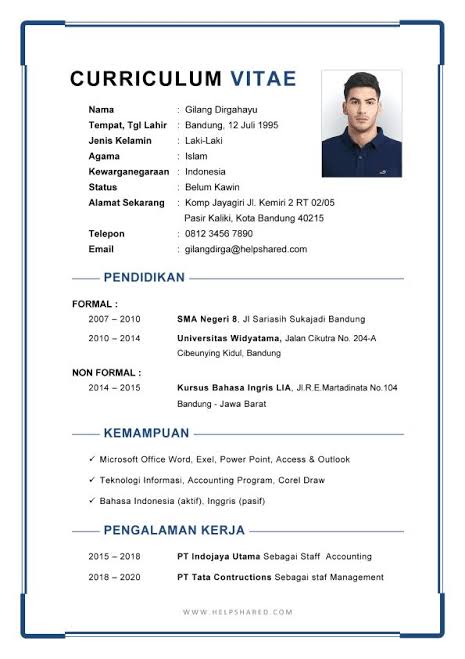 CURRICULUM VITAE
Nama : Gilang Dirgahayu
Tempat, Tgl Lahir : Bandung, 12 Juli 1995
Jenis Kelamin : Laki-Laki
Agama : Islam
Kewarganegaraan : Indonesia
Status : Belum Kawin
Alamat Sekarang : Komp Jayagiri Jl. Kemiri 2 RT 02/05
Pasir Kaliki, Kota Bandung 40215
Telepon : 0812 3456 7890
Email : gilangdirga@helpshared.com
PENDIDIKAN
FORMAL :
2007 – 2010 SMA Negeri 8, Jl Sariasih Sukajadi Bandung
2010 – 2014 Universitas Widyatama, Jalan Cikutra No. 204-A
Cibeunying Kidul, Bandung
NON FORMAL :
2014 – 2015 Kursus Bahasa Ingris LIA, Jl.R.E.Martadinata No.104
Bandung - Jawa Barat
KEMAMPUAN
✓ Microsoft Office Word, Exel, Power Point, Access & Outlook
✓ Teknologi Informasi, Accounting Program, Corel Draw
✓ Bahasa Indonesia (aktif), Inggris (pasif)
PENGALAMAN KERJA
2015 – 2018 PT Indojaya Utama Sebagai Staff Accounting
2018 – 2020 PT Tata Contructions Sebagai staf Management
WWW.HELPSHARED.COM